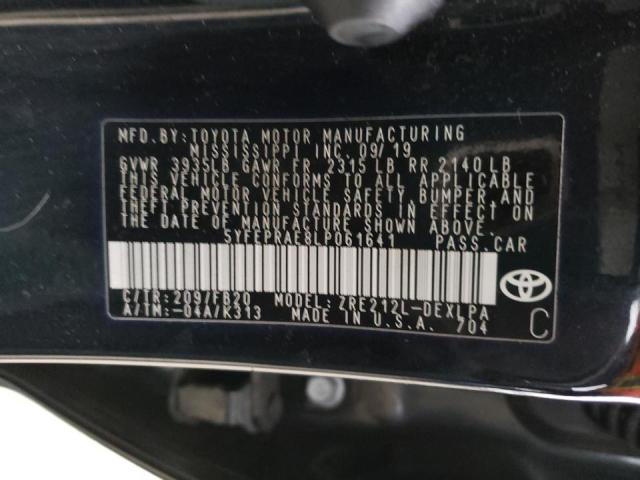 MFD.BY:TOYOTA MOTOR MANUFACTURING
MISSISSIPPI INC. 09/19
GVWR 3935LB GAWR FR 2315 LB RR 2140LB
THIS VEHICLE CONFORMS TO ALL APPLICABLE
FEDERAL MOTOR VEHICLE SAFETY, BUMPER, AND
THEFT PREVENTION STANDARDS IN EFFECT ON
THE DATE OF MANUFACTURE SHOWN ABOVE.
5YFEPRAE8LP061641 PASS.CAR
C/TR:209/FB20 MODEL:ZRE212L-DEXLPA
A/TM:-04A/K313 MADE IN U.S.A. 704
C